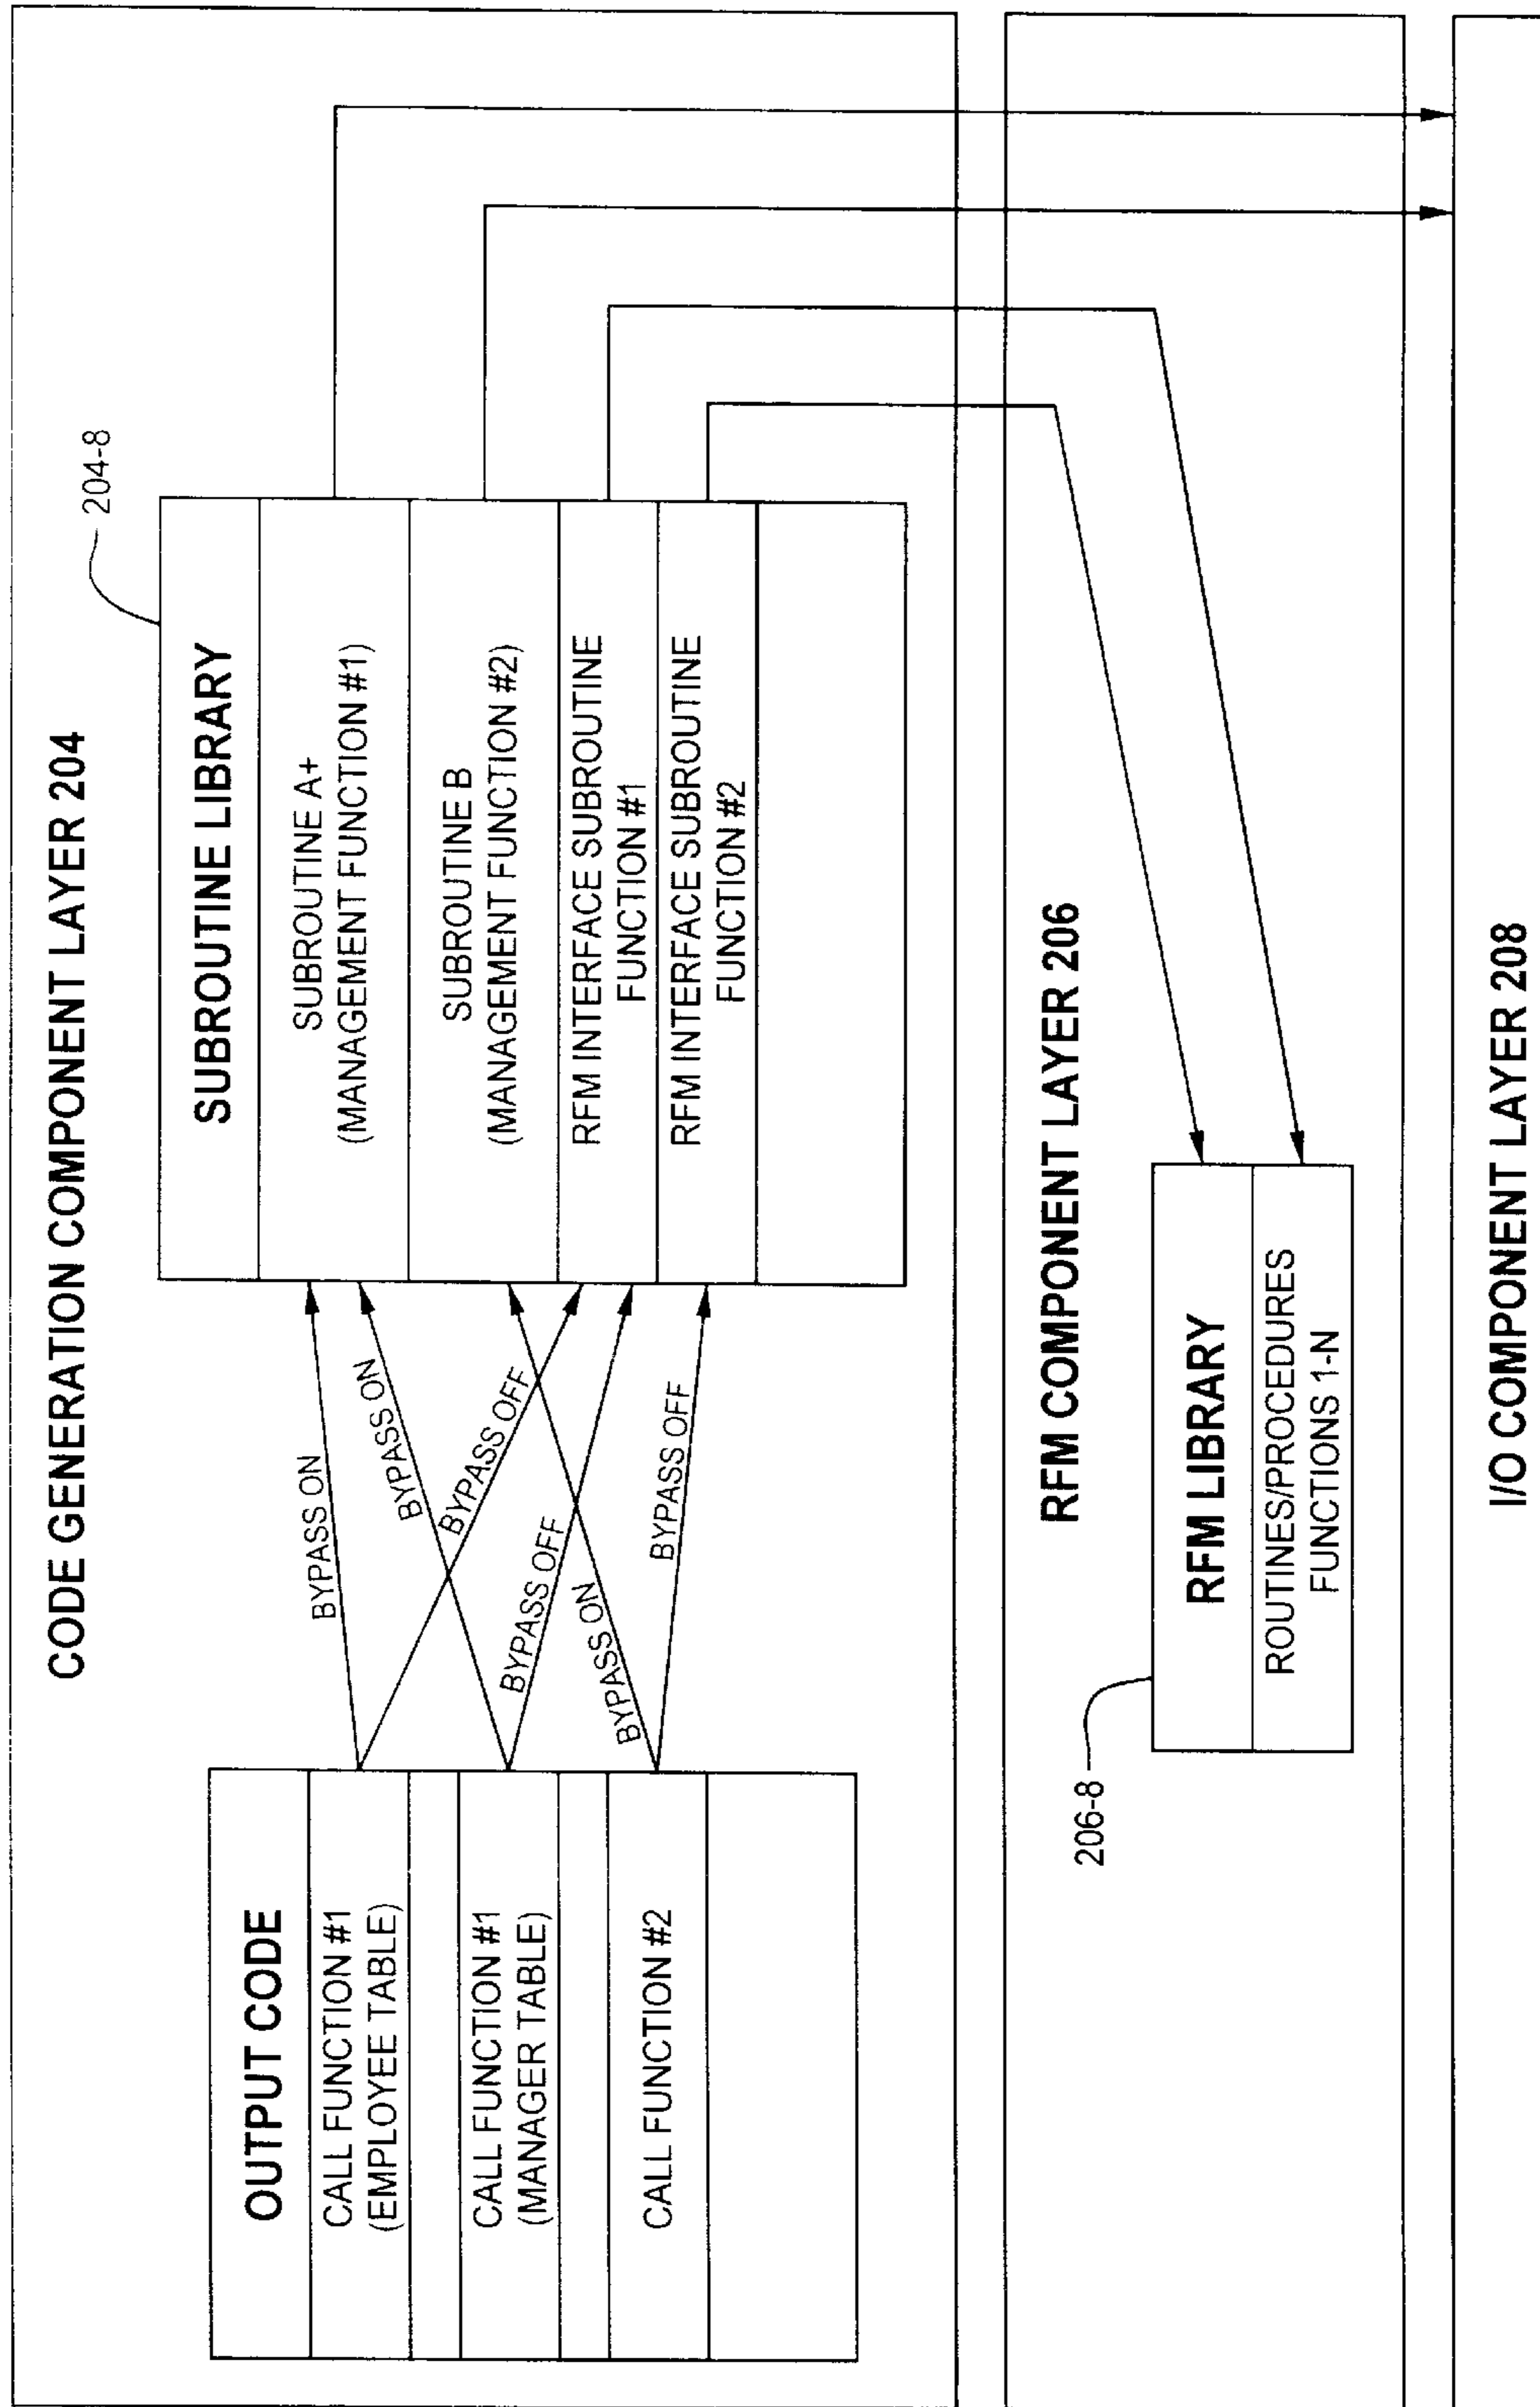 CODE GENERATION COMPONENT LAYER 204
OUTPUT CODE
CALL FUNCTION #1
(EMPLOYEE TABLE)
CALL FUNCTION #1
(MANAGER TABLE)
CALL FUNCTION #2
BYPASS ON
BYPASS ON
BYPASS OFF
BYPASS OFF
BYPASS ON
BYPASS OFF
204-8
SUBROUTINE LIBRARY
SUBROUTINE A+
(MANAGEMENT FUNCTION #1)
SUBROUTINE B
(MANAGEMENT FUNCTION #2)
RFM INTERFACE SUBROUTINE
FUNCTION #1
RFM INTERFACE SUBROUTINE
FUNCTION #2
RFM COMPONENT LAYER 206
206-8
RFM LIBRARY
ROUTINES/PROCEDURES
FUNCTIONS 1-N
I/O COMPONENT LAYER 208